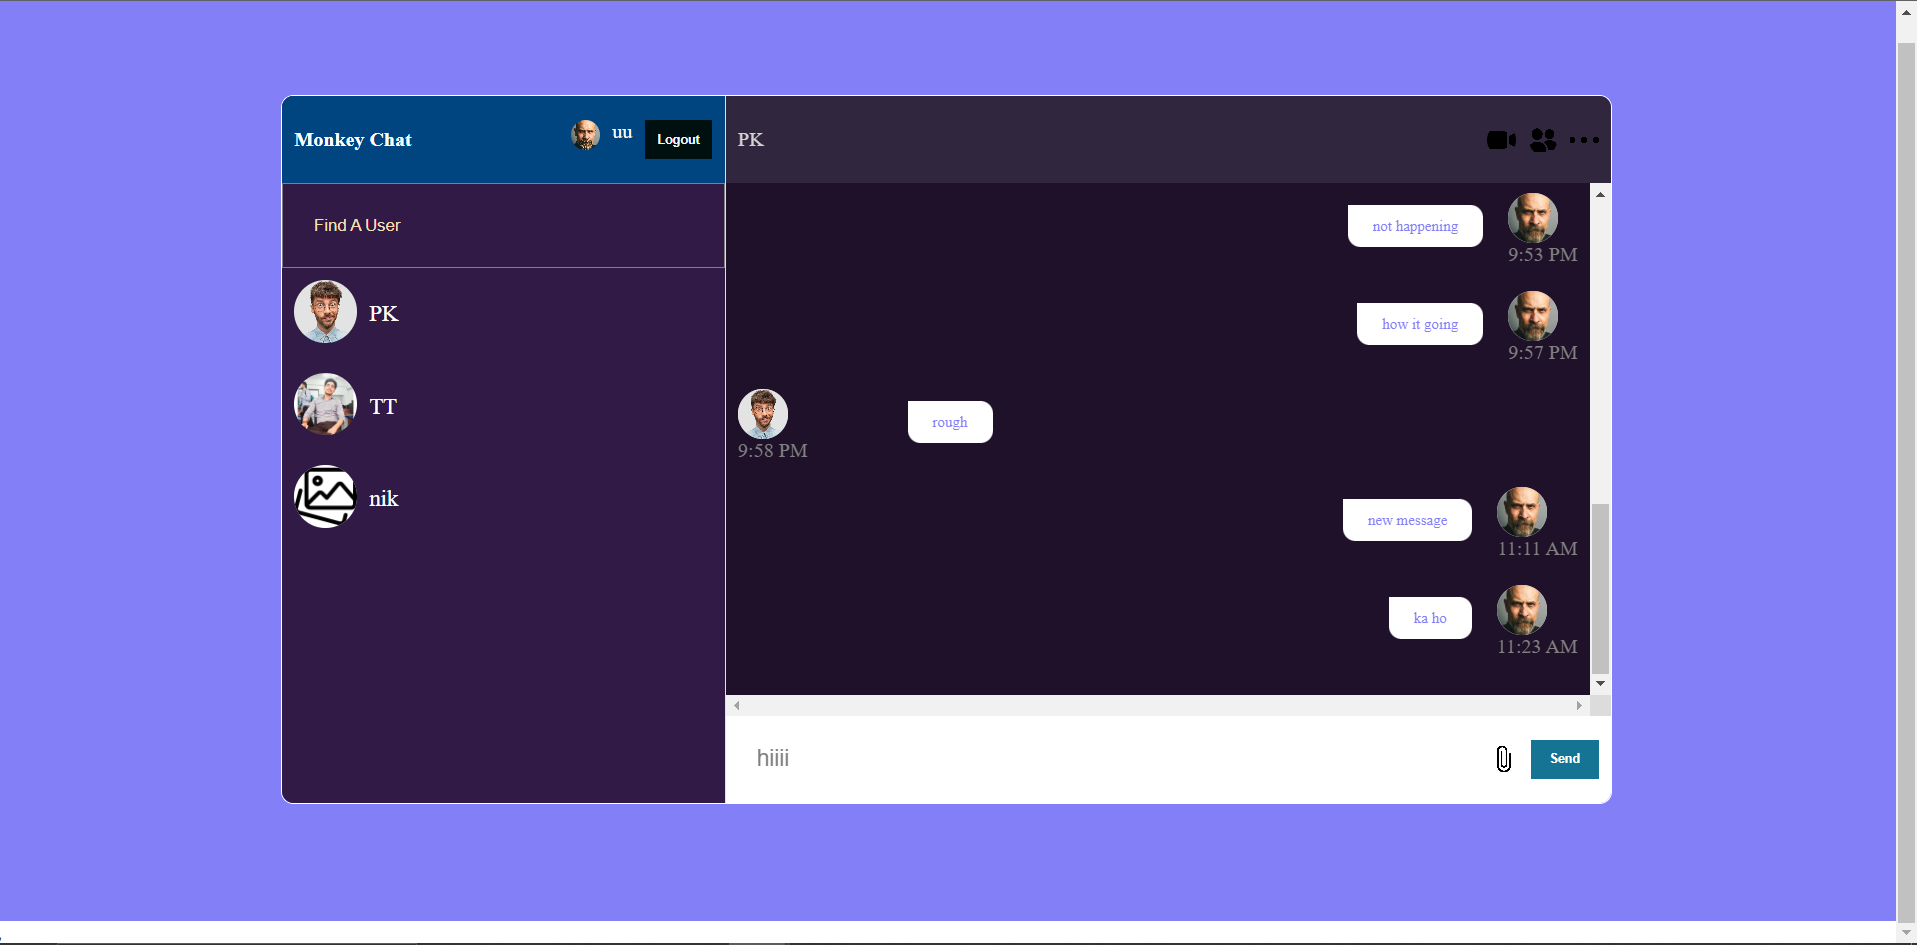 Monkey Chat
uu
Logout
Find A User
PK
TT
nik
PK
not happening
9:53 PM
how it going
9:57 PM
rough
9:58 PM
new message
11:11 AM
ka ho
11:23 AM
hiiii
Send